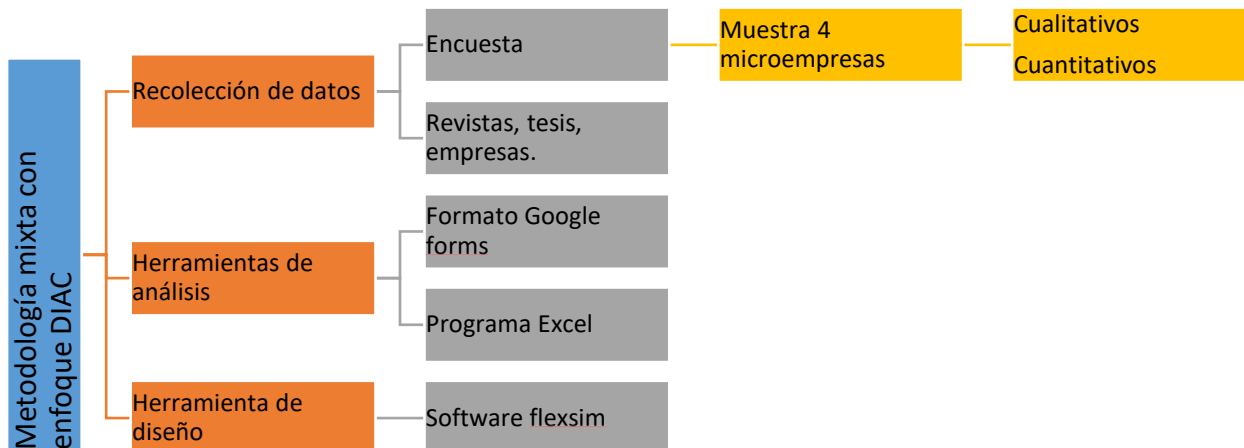 Metodología mixta con
enfoque DIAC
Recolección de datos
Encuesta
Muestra 4
microempresas
Cualitativos
Cuantitativos
Revistas, tesis,
empresas.
Herramientas de
análisis
Formato Google
forms
Programa Excel
Herramienta de
diseño
Software flexsim